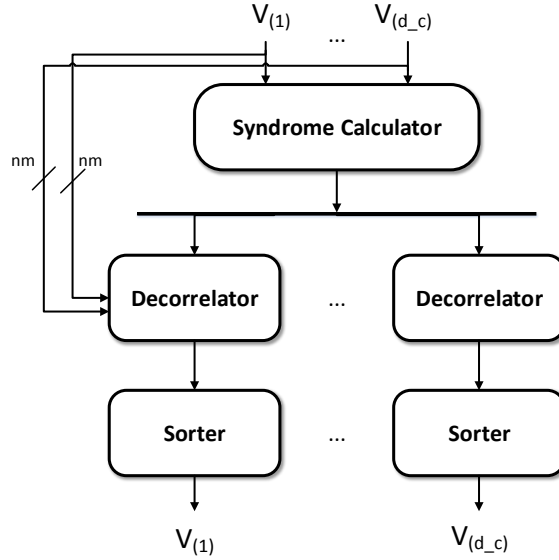 V(1) ... V(d_c)
Syndrome Calculator
nm nm
Decorrelator ... Decorrelator
Sorter ... Sorter
V(1) V(d_c)